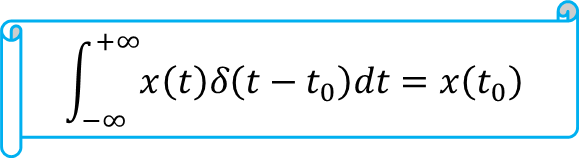 ∫_{−∞}^{+∞} x(t)δ(t − t₀)dt = x(t₀)